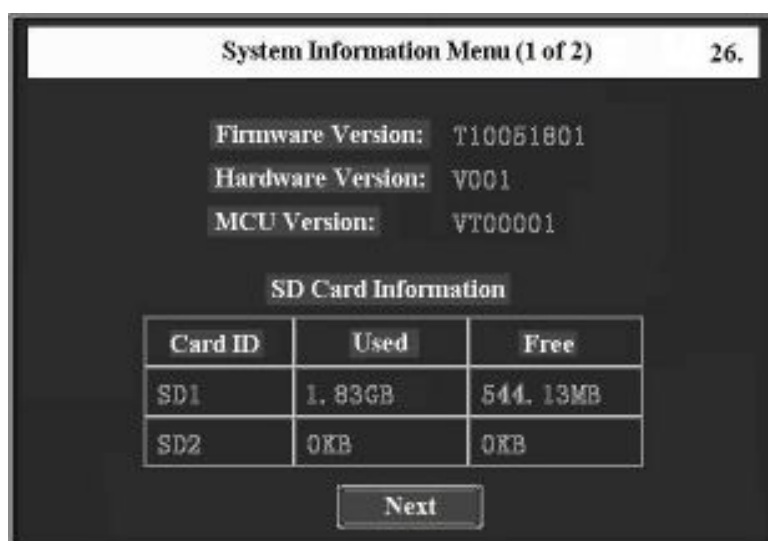 System Information Menu (1 of 2) 26.
Firmware Version: T10051801
Hardware Version: V001
MCU Version: VT00001
SD Card Information
Card ID Used Free
SD1 1.83GB 544.13MB
SD2 0KB 0KB
Next